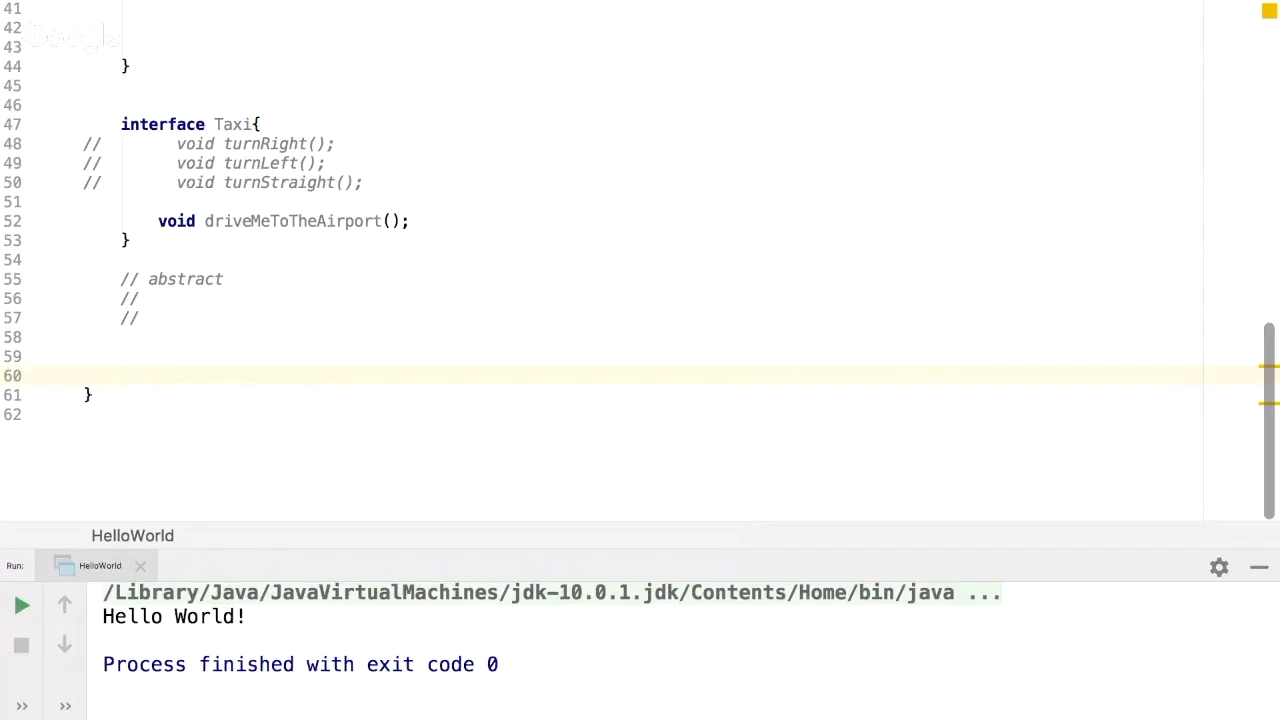 41
42
43
44 }
45
46
47 interface Taxi{
48 // void turnRight();
49 // void turnLeft();
50 // void turnStraight();
51
52 void driveMeToTheAirport();
53 }
54
55 // abstract
56 //
57 //
58
59
60
61 }
62
HelloWorld
Run: HelloWorld
/Library/Java/JavaVirtualMachines/jdk-10.0.1.jdk/Contents/Home/bin/java ...
Hello World!
Process finished with exit code 0